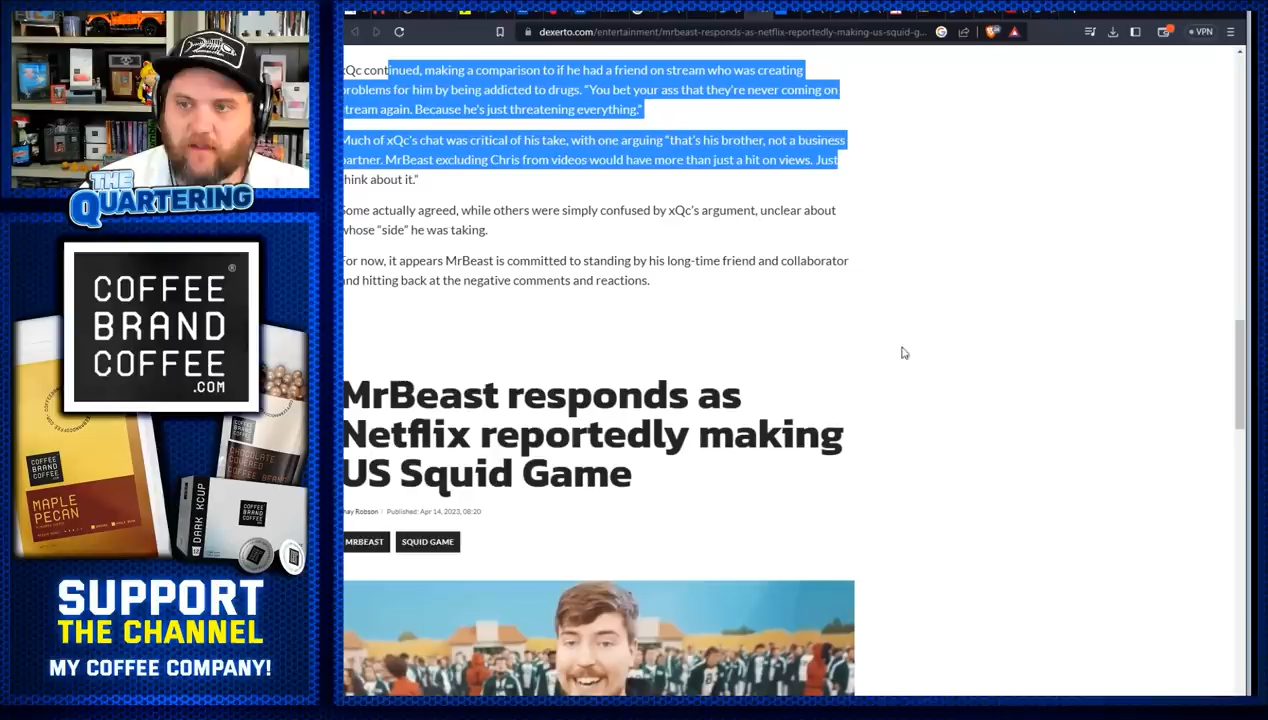 dexerto.com/entertainment/mrbeast-responds-as-netflix-reportedly-making-us-squid-g...
VPN
xQc continued, making a comparison to if he had a friend on stream who was creating
problems for him by being addicted to drugs. “You bet your ass that they're never coming on
stream again. Because he's just threatening everything.”
Much of xQc's chat was critical of his take, with one arguing “that's his brother, not a business
partner. MrBeast excluding Chris from videos would have more than just a hit on views. Just
think about it.”
Some actually agreed, while others were simply confused by xQc's argument, unclear about
whose “side” he was taking.
For now, it appears MrBeast is committed to standing by his long-time friend and collaborator
and hitting back at the negative comments and reactions.
MrBeast responds as
Netflix reportedly making
US Squid Game
Robson | Published: Apr 14, 2023, 08:20
MRBEAST
SQUID GAME
THE
QUARTERING
COFFEE
BRAND
COFFEE
.COM
®
COFFEE
BRAND
COFFEE
MAPLE
PECAN
CHOCOLATE
COVERED
DARK KCUP
COFFEE
BRAND
COFFEE
SUPPORT
THE CHANNEL
MY COFFEE COMPANY!